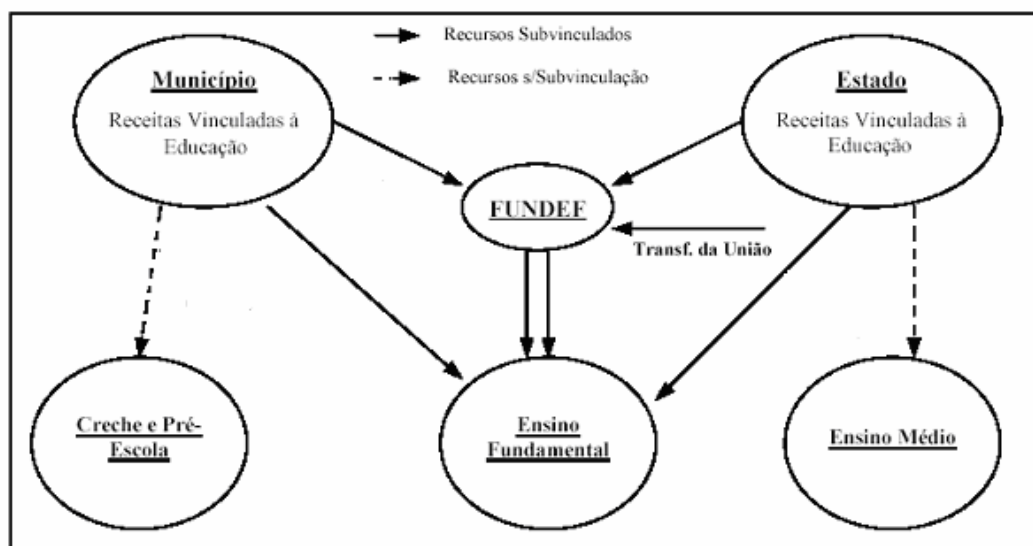 Recursos Subvinculados
Recursos s/Subvinculação
Município
Receitas Vinculadas à
Educação
Estado
Receitas Vinculadas à
Educação
FUNDEF
Transf. da União
Creche e Pré-
Escola
Ensino
Fundamental
Ensino Médio